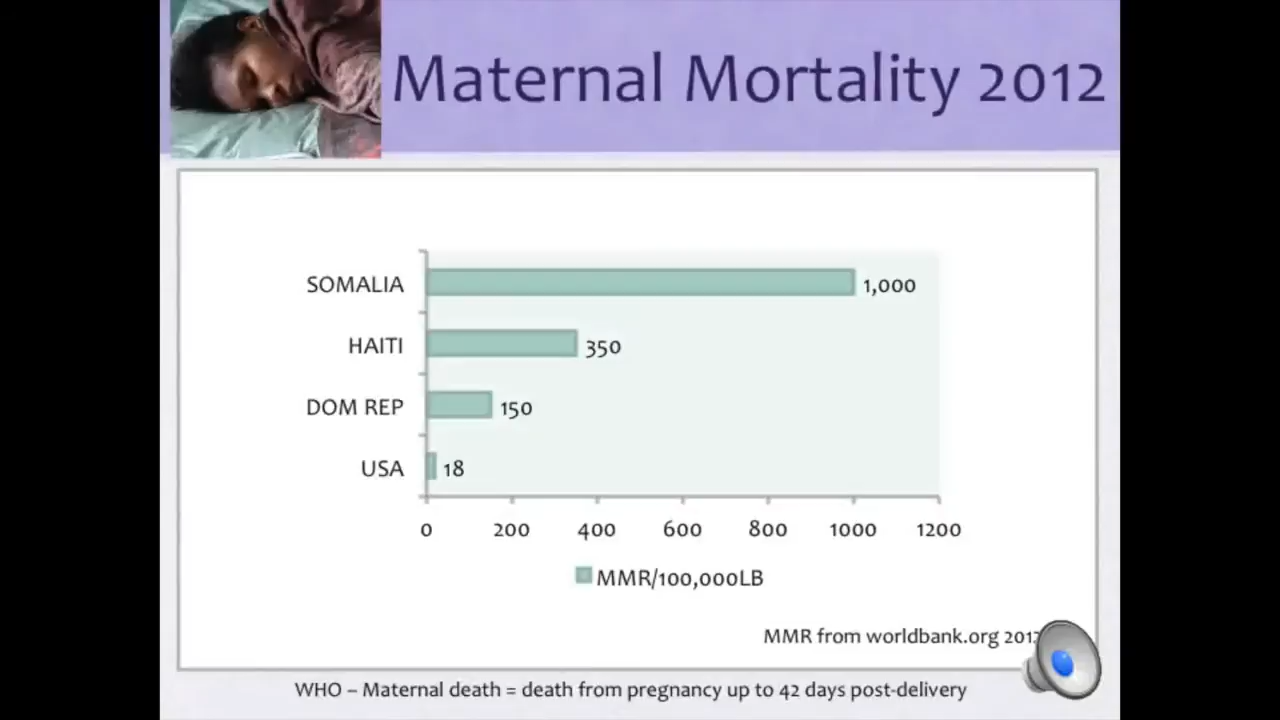 Maternal Mortality 2012
SOMALIA 1,000
HAITI 350
DOM REP 150
USA 18
0 200 400 600 800 1000 1200
MMR/100,000LB
MMR from worldbank.org
WHO – Maternal death = death from pregnancy up to 42 days post-delivery